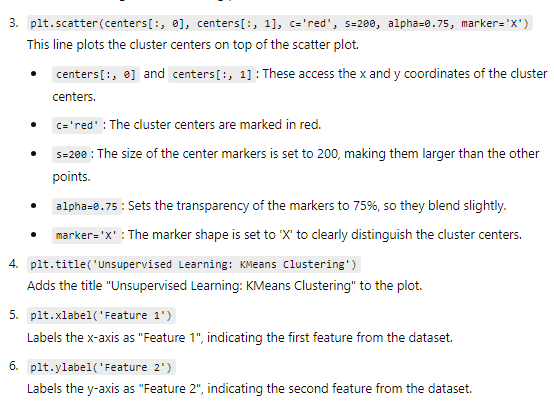 3. plt.scatter(centers[:, 0], centers[:, 1], c='red', s=200, alpha=0.75, marker='X')
This line plots the cluster centers on top of the scatter plot.
• centers[:, 0] and centers[:, 1] : These access the x and y coordinates of the cluster
centers.
• c='red' : The cluster centers are marked in red.
• s=200 : The size of the center markers is set to 200, making them larger than the other
points.
• alpha=0.75 : Sets the transparency of the markers to 75%, so they blend slightly.
• marker='X' : The marker shape is set to 'X' to clearly distinguish the cluster centers.
4. plt.title('Unsupervised Learning: KMeans Clustering')
Adds the title "Unsupervised Learning: KMeans Clustering" to the plot.
5. plt.xlabel('Feature 1')
Labels the x-axis as "Feature 1", indicating the first feature from the dataset.
6. plt.ylabel('Feature 2')
Labels the y-axis as "Feature 2", indicating the second feature from the dataset.